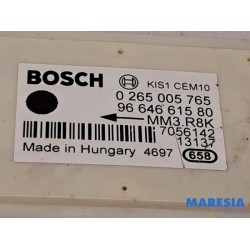 BOSCH KIS1 CEM10
0 265 005 765
96 646 615 80
MM3.R8K
7056142
13137
Made in Hungary 4697 658
MARESIA